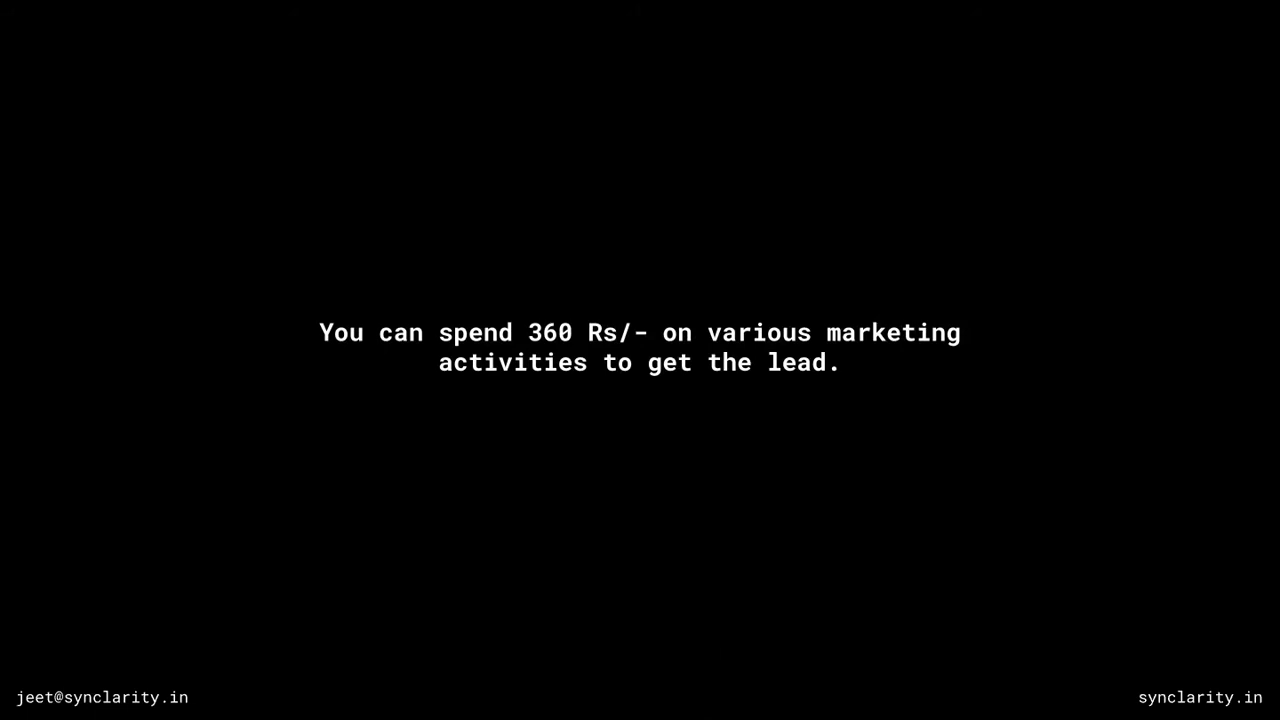 You can spend 360 Rs/- on various marketing
activities to get the lead.
jeet@synclarity.in
synclarity.in